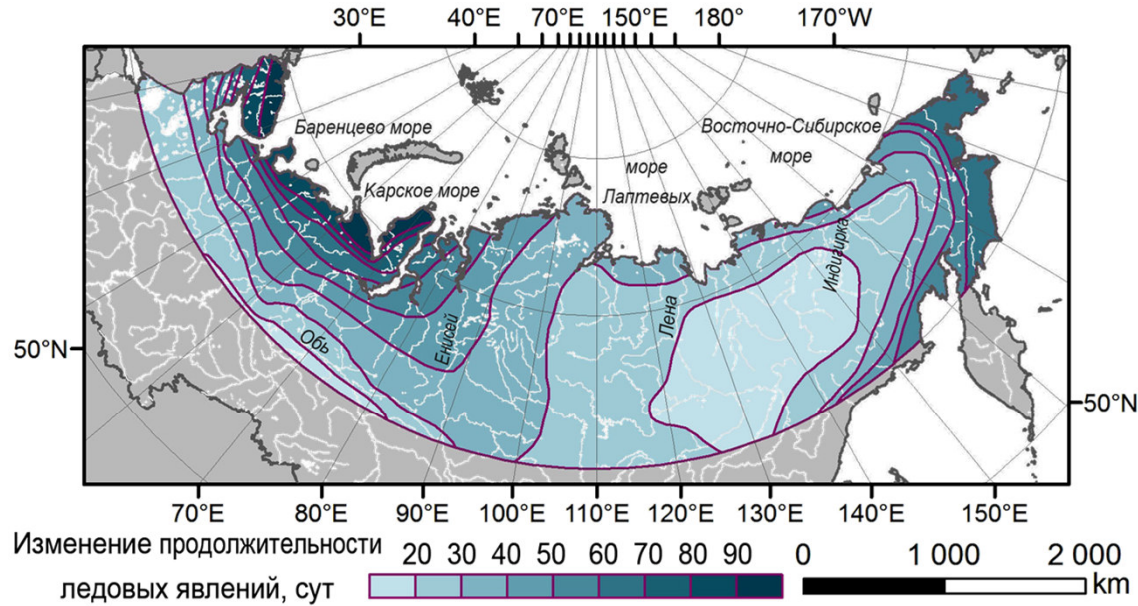 30°E 40°E 70°E 150°E 180° 170°W
Баренцево море
Восточно-Сибирское
море
море
Карское море
Лаптевых
Индигирка
Лена
Обь
Енисей
50°N
50°N
70°E 80°E 90°E 100°E 110°E 120°E 130°E 140°E 150°E
Изменение продолжительности
20 30 40 50 60 70 80 90
0 1 000 2 000
ледовых явлений, сут
km